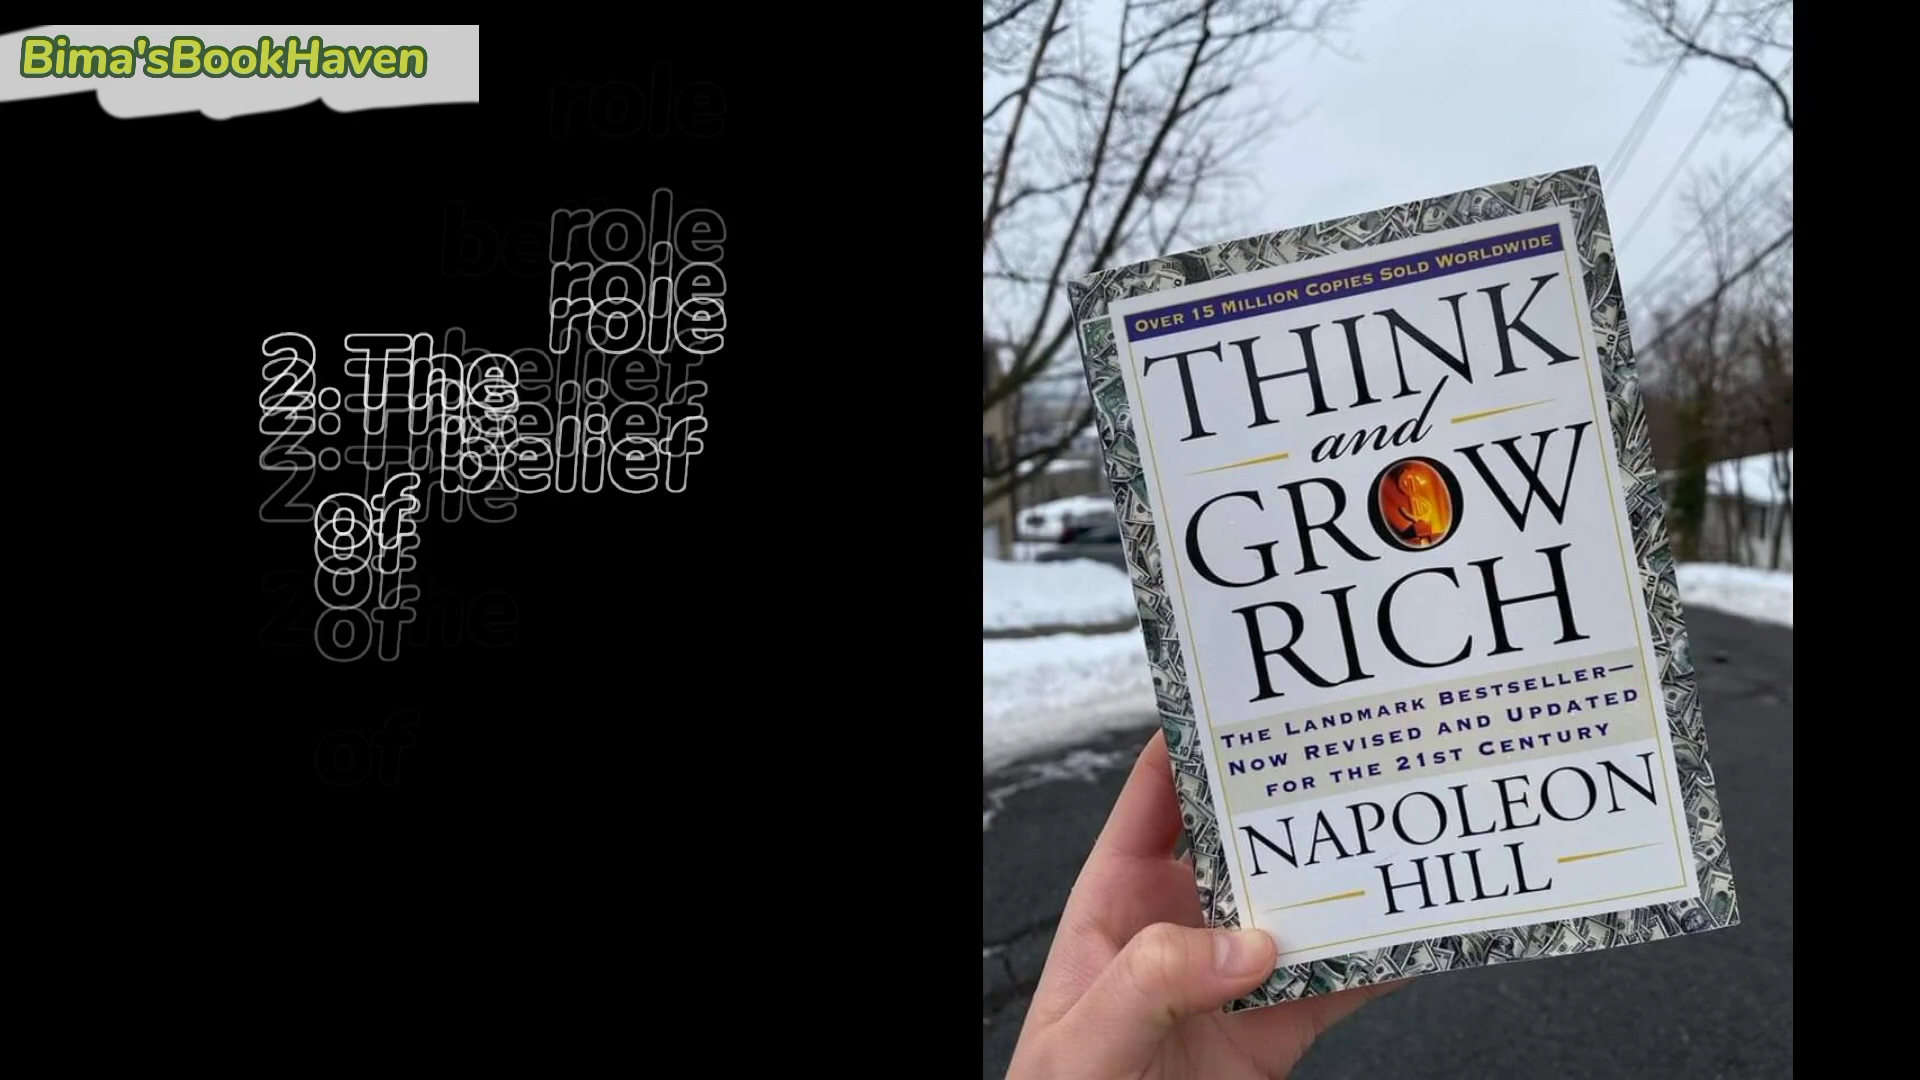 Bima'sBookHaven
2.The role
of belief
OVER 15 MILLION COPIES SOLD WORLDWIDE
THINK
and
GROW
RICH
THE LANDMARK BESTSELLER—
NOW REVISED AND UPDATED
FOR THE 21ST CENTURY
NAPOLEON
HILL